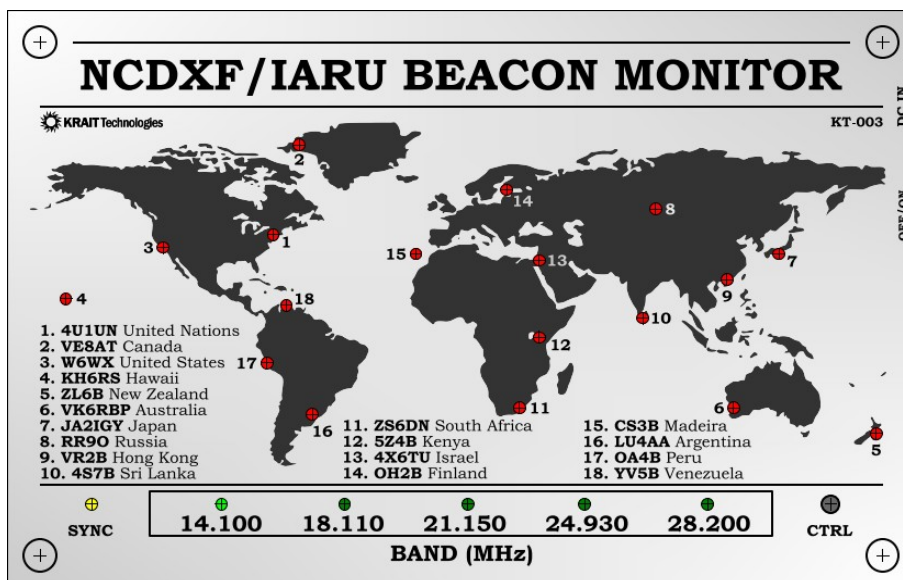 NCDXF/IARU BEACON MONITOR
KRAIT Technologies
KT-003
DC IN
2
14
8
1
3
15
13
7
9
4
18
10
12
17
6
11
16
5
1. 4U1UN United Nations
2. VE8AT Canada
3. W6WX United States
4. KH6RS Hawaii
5. ZL6B New Zealand
6. VK6RBP Australia
7. JA2IGY Japan
8. RR9O Russia
9. VR2B Hong Kong
10. 4S7B Sri Lanka
11. ZS6DN South Africa
12. 5Z4B Kenya
13. 4X6TU Israel
14. OH2B Finland
15. CS3B Madeira
16. LU4AA Argentina
17. OA4B Peru
18. YV5B Venezuela
SYNC
14.100
18.110
21.150
24.930
28.200
CTRL
BAND (MHz)